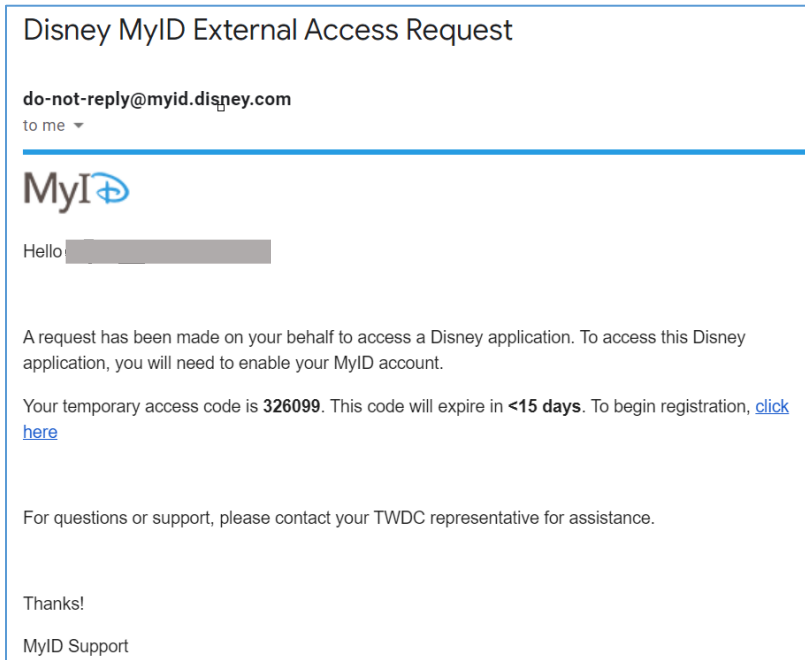 Disney MyID External Access Request
do-not-reply@myid.disney.com
to me
MyID
Hello
A request has been made on your behalf to access a Disney application. To access this Disney
application, you will need to enable your MyID account.
Your temporary access code is 326099. This code will expire in <15 days. To begin registration, click
here
For questions or support, please contact your TWDC representative for assistance.
Thanks!
MyID Support